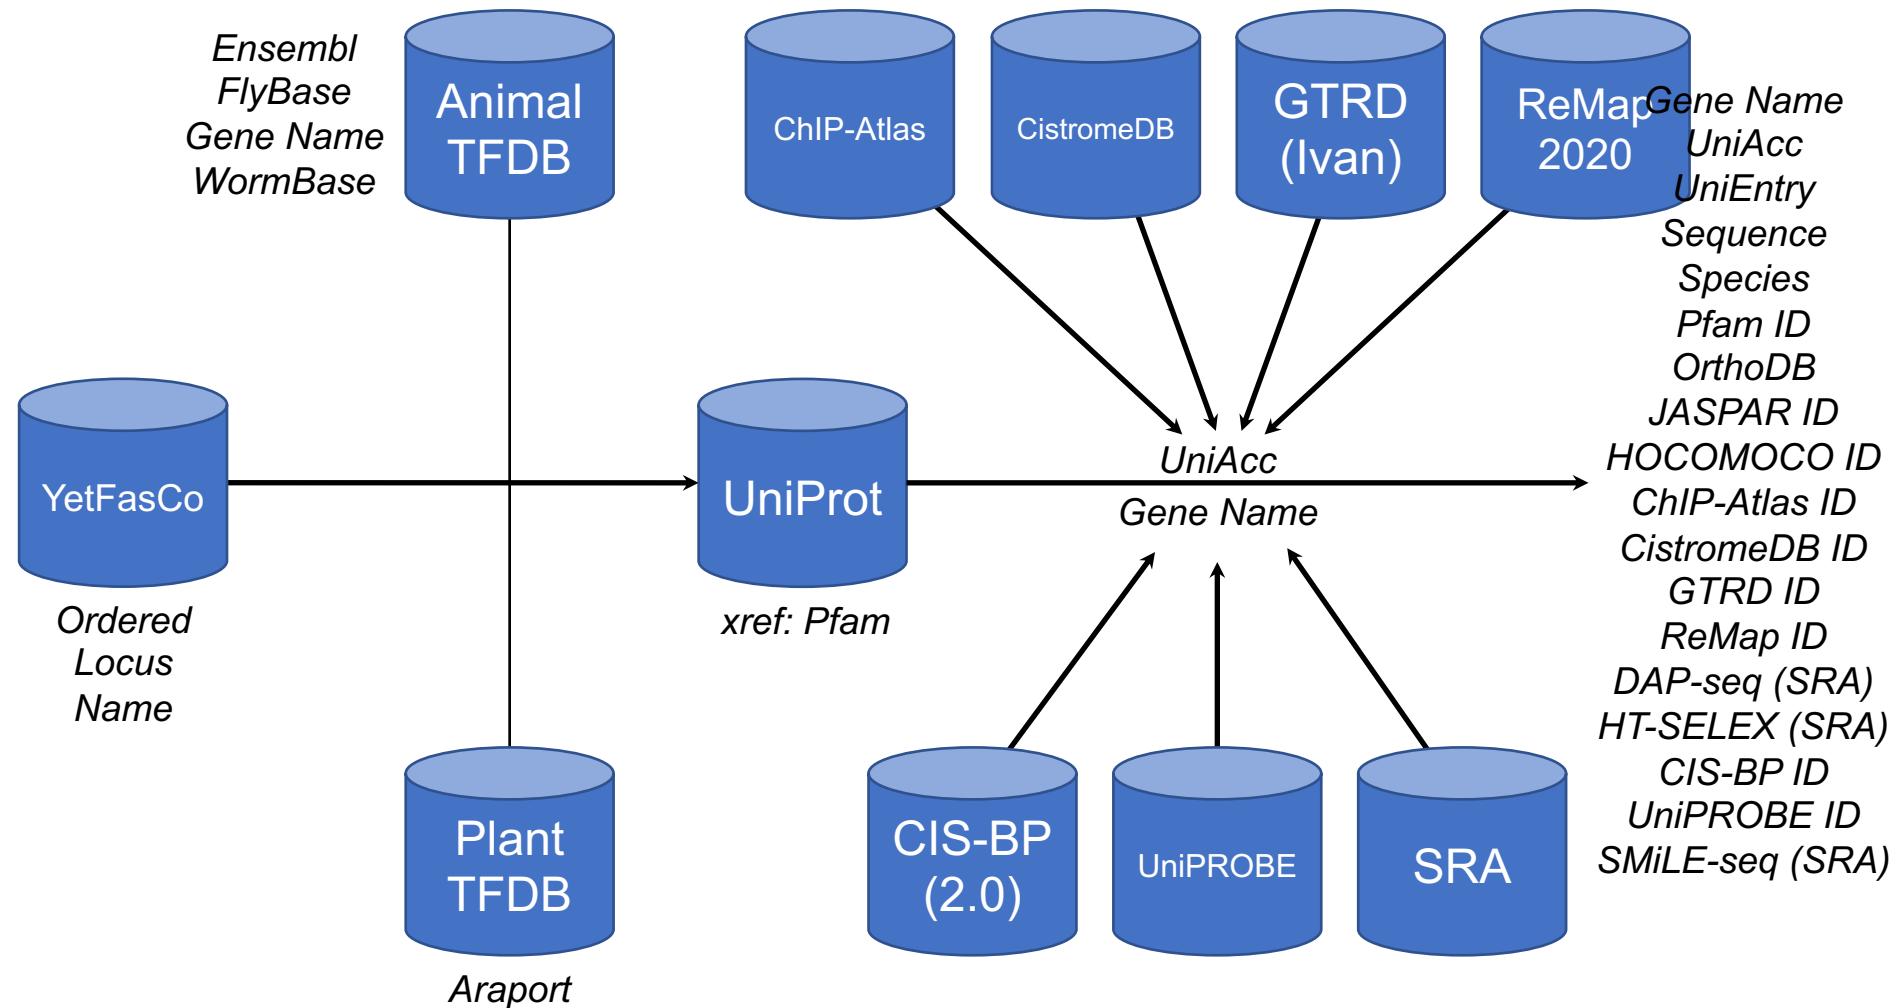 Ensembl
FlyBase
Gene Name
WormBase
Animal
TFDB
ChIP-Atlas
CistromeDB
GTRD
(Ivan)
ReMap
2020
YetFasCo
Ordered
Locus
Name
UniProt
xref: Pfam
UniAcc
Gene Name
Plant
TFDB
Araport
CIS-BP
(2.0)
UniPROBE
SRA
Gene Name
UniAcc
UniEntry
Sequence
Species
Pfam ID
OrthoDB
JASPAR ID
HOCOMOCO ID
ChIP-Atlas ID
CistromeDB ID
GTRD ID
ReMap ID
DAP-seq (SRA)
HT-SELEX (SRA)
CIS-BP ID
UniPROBE ID
SMiLE-seq (SRA)